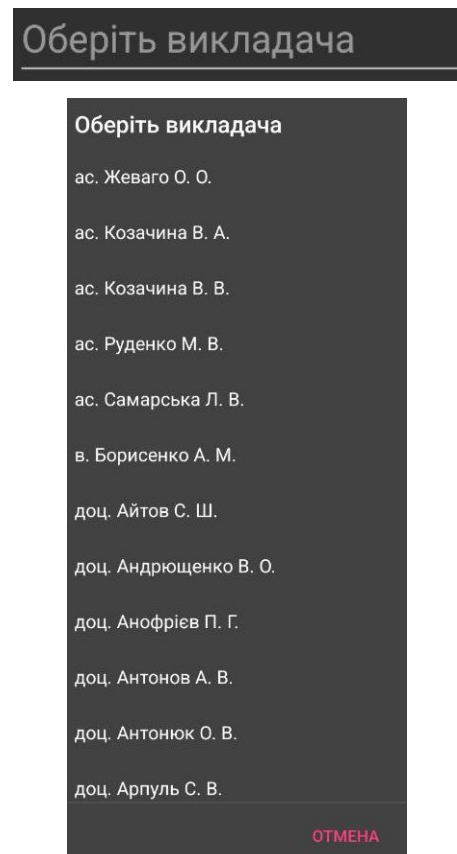 Оберіть викладача
Оберіть викладача
ас. Жеваго О. О.
ас. Козачина В. А.
ас. Козачина В. В.
ас. Руденко М. В.
ас. Самарська Л. В.
в. Борисенко А. М.
доц. Айтов С. Ш.
доц. Андрющенко В. О.
доц. Анофрієв П. Г.
доц. Антонов А. В.
доц. Антонюк О. В.
доц. Арпуль С. В.
ОТМЕНА